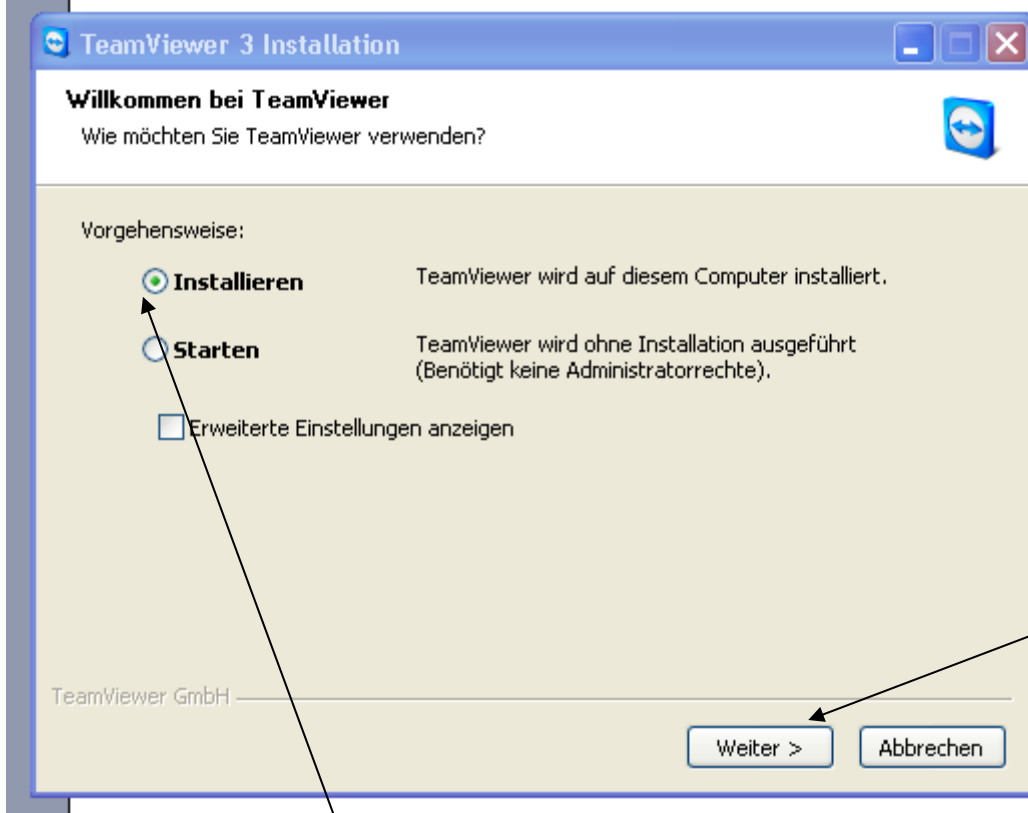 TeamViewer 3 Installation
Willkommen bei TeamViewer
Wie möchten Sie TeamViewer verwenden?
Vorgehensweise:
Installieren TeamViewer wird auf diesem Computer installiert.
Starten TeamViewer wird ohne Installation ausgeführt
(Benötigt keine Administratorrechte).
Erweiterte Einstellungen anzeigen
TeamViewer GmbH
Weiter > Abbrechen